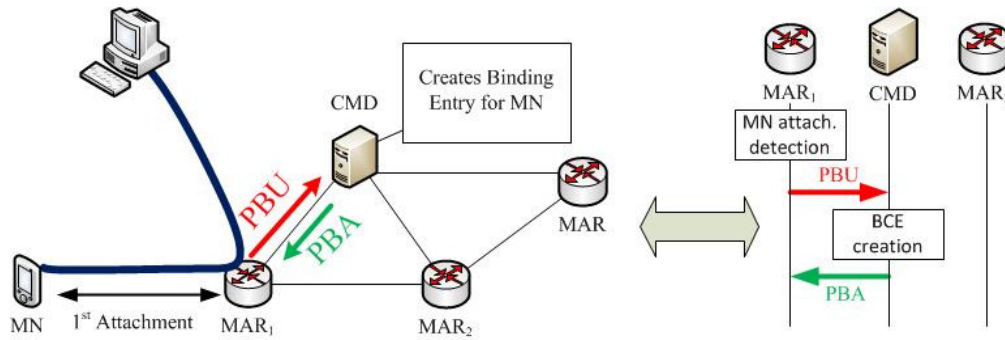 CMD
Creates Binding
Entry for MN
PBU
PBA
MAR
MN
1st Attachment
MAR1
MAR2
MAR1
CMD
MAR
MN attach.
detection
PBU
BCE
creation
PBA